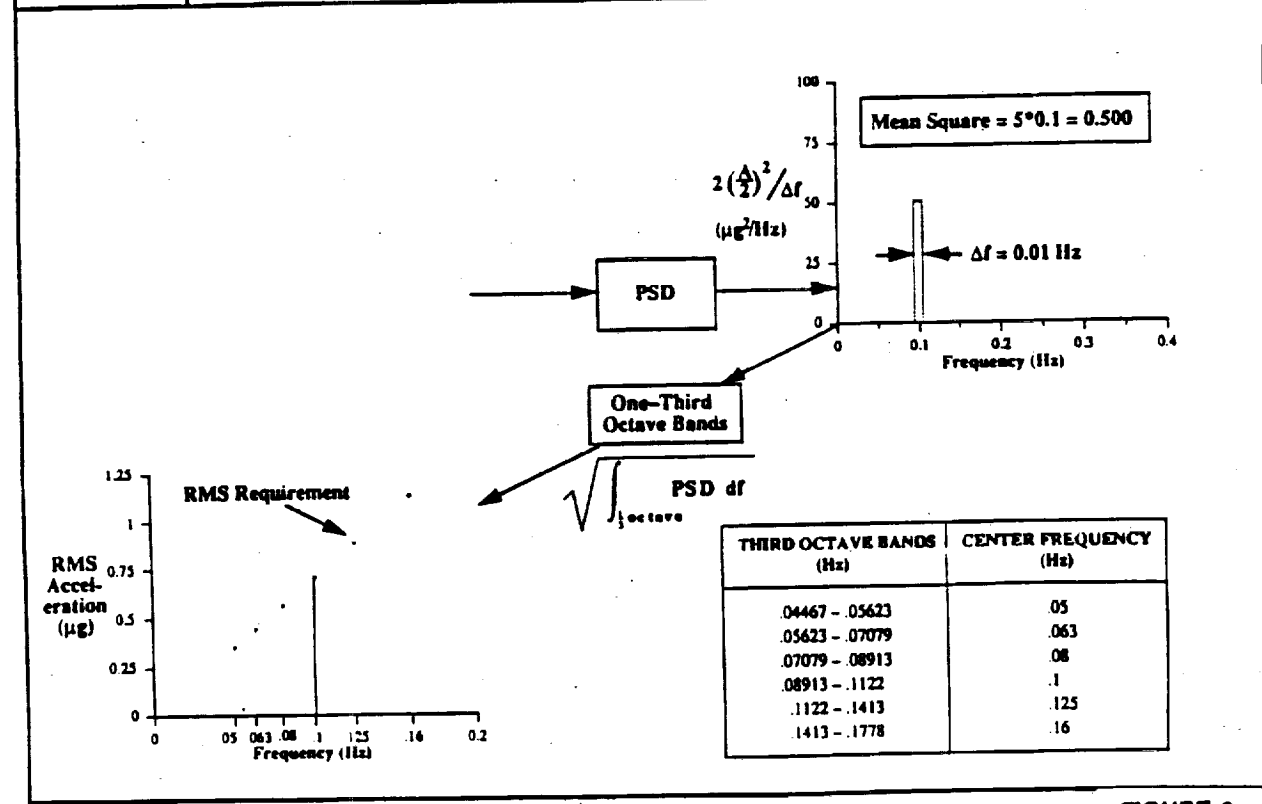 100
Mean Square = 5*0.1 = 0.500
75
2(A/2)²/Δf
50
(µg²/Hz)
Δf = 0.01 Hz
25
PSD
0
0 0.1 0.2 0.3 0.4
Frequency (Hz)
One-Third
Octave Bands
√∫⅓ octave PSD df
1.25
RMS Requirement
1
RMS
Accel-
eration
(µg)
0.75
0.5
0.25
0
0 05 063 .08 .1 125 .16 0.2
Frequency (Hz)
THIRD OCTAVE BANDS CENTER FREQUENCY
(Hz) (Hz)
.04467 – .05623 .05
.05623 – .07079 .063
.07079 – .08913 .08
.08913 – .1122 .1
.1122 – .1413 .125
.1413 – .1778 .16